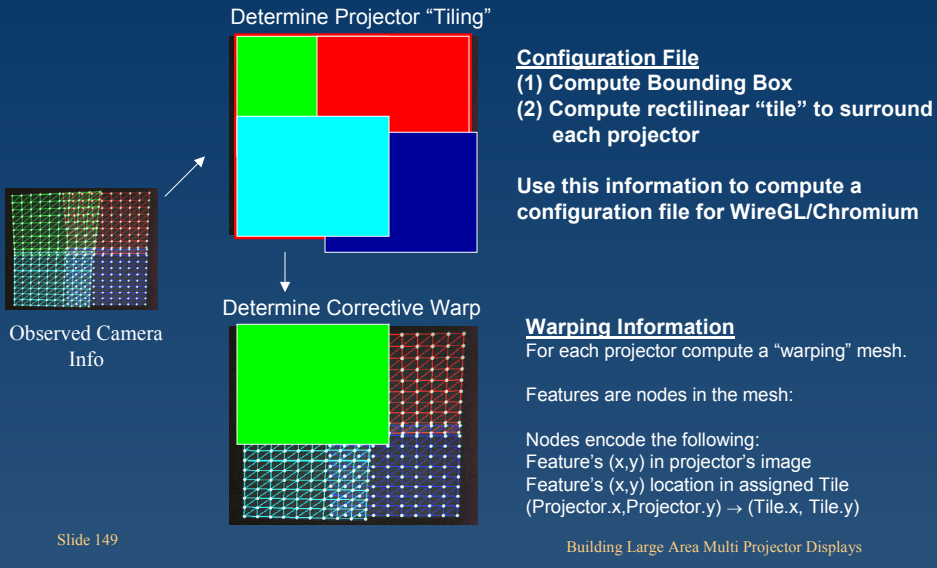 Determine Projector “Tiling”
Configuration File
(1) Compute Bounding Box
(2) Compute rectilinear “tile” to surround
each projector
Use this information to compute a
configuration file for WireGL/Chromium
Observed Camera
Info
Determine Corrective Warp
Warping Information
For each projector compute a “warping” mesh.
Features are nodes in the mesh:
Nodes encode the following:
Feature’s (x,y) in projector’s image
Feature’s (x,y) location in assigned Tile
(Projector.x,Projector.y) → (Tile.x, Tile.y)
Slide 149
Building Large Area Multi Projector Displays